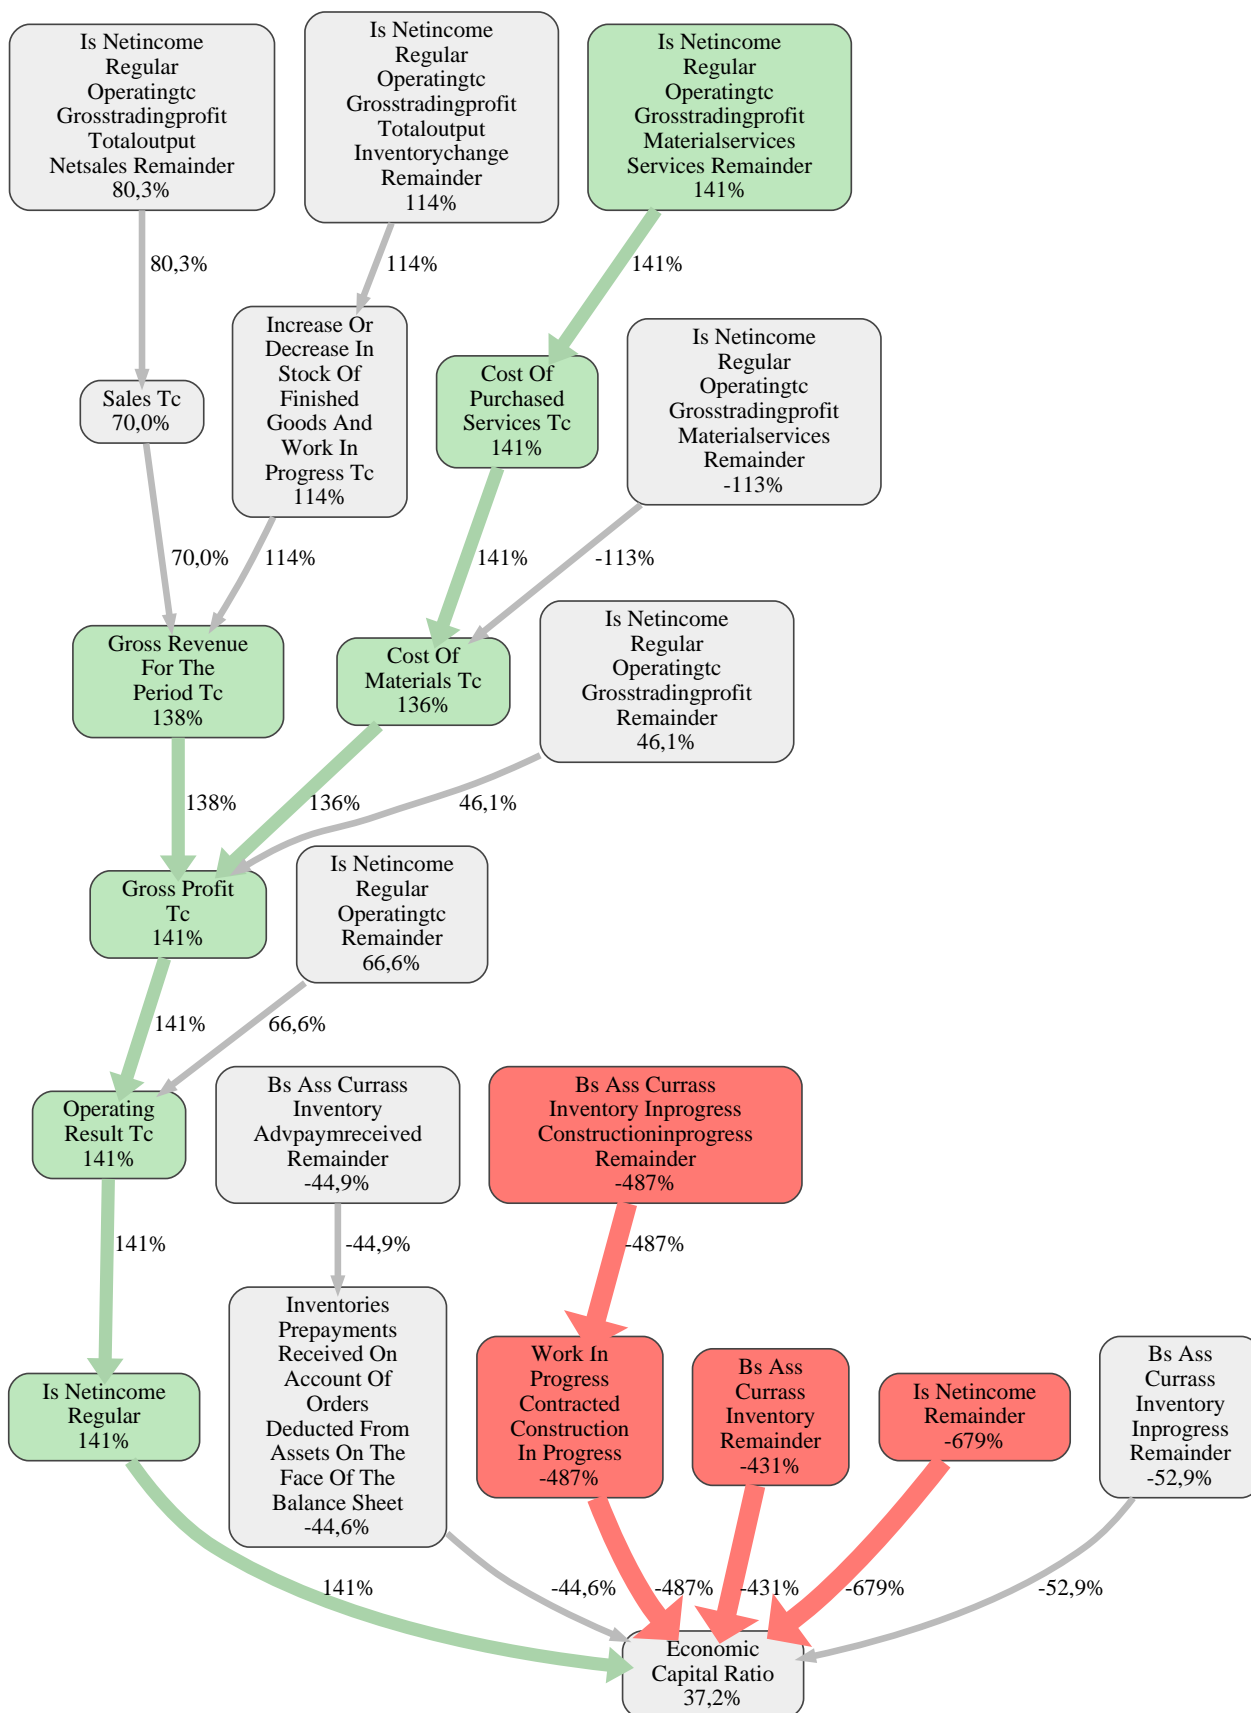 Is Netincome
Regular
Operatingtc
Grosstradingprofit
Totaloutput
Netsales Remainder
80,3%
Is Netincome
Regular
Operatingtc
Grosstradingprofit
Totaloutput
Inventorychange
Remainder
114%
Is Netincome
Regular
Operatingtc
Grosstradingprofit
Materialservices
Services Remainder
141%
80,3%
114%
141%
Sales Tc
70,0%
Increase Or
Decrease In
Stock Of
Finished
Goods And
Work In
Progress Tc
114%
Cost Of
Purchased
Services Tc
141%
Is Netincome
Regular
Operatingtc
Grosstradingprofit
Materialservices
Remainder
-113%
70,0%
114%
141%
-113%
Gross Revenue
For The
Period Tc
138%
Cost Of
Materials Tc
136%
Is Netincome
Regular
Operatingtc
Grosstradingprofit
Remainder
46,1%
138%
136%
46,1%
Gross Profit
Tc
141%
Is Netincome
Regular
Operatingtc
Remainder
66,6%
141%
66,6%
Operating
Result Tc
141%
Bs Ass Currass
Inventory
Advpaymreceived
Remainder
-44,9%
Bs Ass Currass
Inventory Inprogress
Constructioninprogress
Remainder
-487%
141%
-44,9%
-487%
Is Netincome
Regular
141%
Inventories
Prepayments
Received On
Account Of
Orders
Deducted From
Assets On The
Face Of The
Balance Sheet
-44,6%
Work In
Progress
Contracted
Construction
In Progress
-487%
Bs Ass
Currass
Inventory
Remainder
-431%
Is Netincome
Remainder
-679%
Bs Ass
Currass
Inventory
Inprogress
Remainder
-52,9%
141%
-44,6%
-487%
-431%
-679%
-52,9%
Economic
Capital Ratio
37,2%